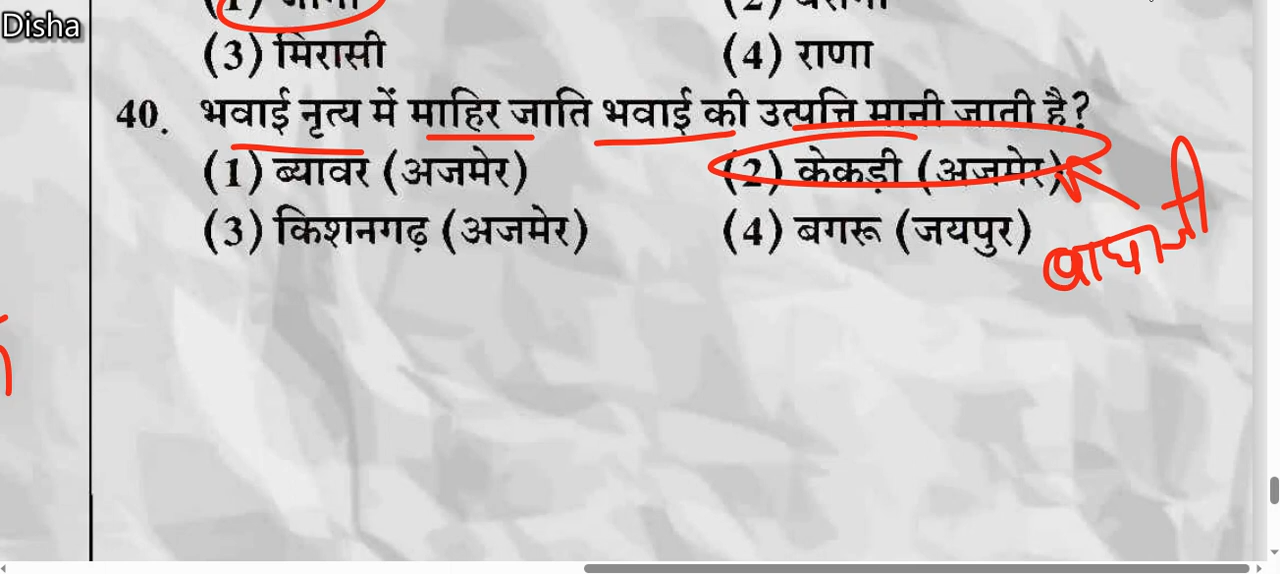 Disha
(3) मिरासी (4) राणा
40. भवाई नृत्य में माहिर जाति भवाई की उत्पत्ति मानी जाती है?
(1) ब्यावर (अजमेर) (2) केकड़ी (अजमेर)
(3) किशनगढ़ (अजमेर) (4) बगरू (जयपुर)
बाघाजी